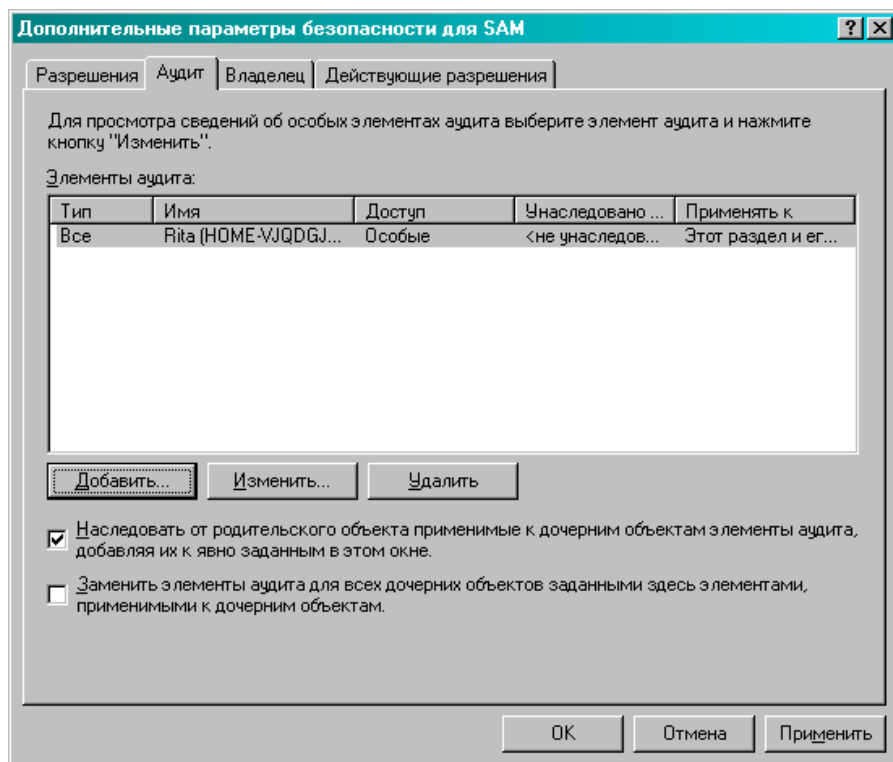 Дополнительные параметры безопасности для SAM
Разрешения Аудит Владелец Действующие разрешения
Для просмотра сведений об особых элементах аудита выберите элемент аудита и нажмите
кнопку "Изменить".
Элементы аудита:
Тип Имя Доступ Унаследовано ... Применять к
Все Rita (HOME-VJQDGJ... Особые <не унаследов... Этот раздел и ег...
Добавить... Изменить... Удалить
Наследовать от родительского объекта применимые к дочерним объектам элементы аудита,
добавляя их к явно заданным в этом окне.
Заменить элементы аудита для всех дочерних объектов заданными здесь элементами,
применимыми к дочерним объектам.
OK Отмена Применить